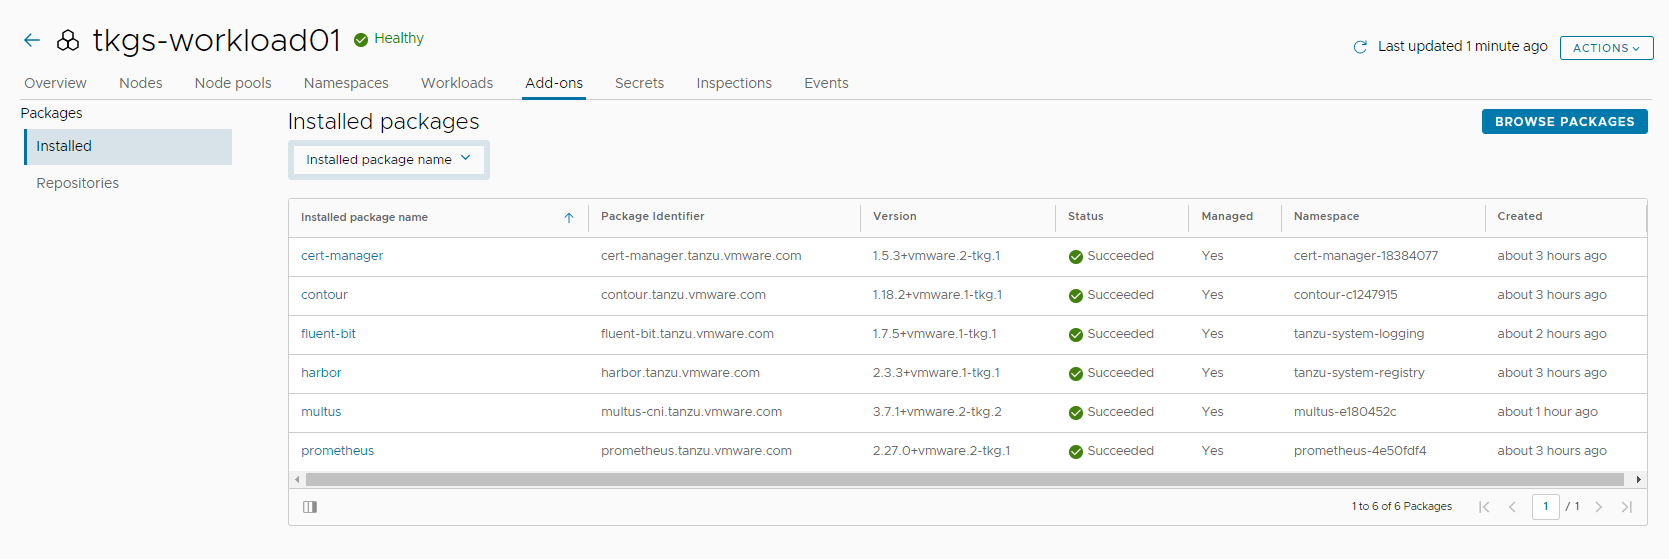 tkgs-workload01 Healthy
Last updated 1 minute ago ACTIONS
Overview Nodes Node pools Namespaces Workloads Add-ons Secrets Inspections Events
Packages
Installed
Repositories
Installed packages
BROWSE PACKAGES
Installed package name
Installed package name Package Identifier Version Status Managed Namespace Created
cert-manager cert-manager.tanzu.vmware.com 1.5.3+vmware.2-tkg.1 Succeeded Yes cert-manager-18384077 about 3 hours ago
contour contour.tanzu.vmware.com 1.18.2+vmware.1-tkg.1 Succeeded Yes contour-c1247915 about 3 hours ago
fluent-bit fluent-bit.tanzu.vmware.com 1.7.5+vmware.1-tkg.1 Succeeded Yes tanzu-system-logging about 2 hours ago
harbor harbor.tanzu.vmware.com 2.3.3+vmware.1-tkg.1 Succeeded Yes tanzu-system-registry about 3 hours ago
multus multus-cni.tanzu.vmware.com 3.7.1+vmware.2-tkg.2 Succeeded Yes multus-e180452c about 1 hour ago
prometheus prometheus.tanzu.vmware.com 2.27.0+vmware.2-tkg.1 Succeeded Yes prometheus-4e50fdf4 about 3 hours ago
1 to 6 of 6 Packages 1 / 1